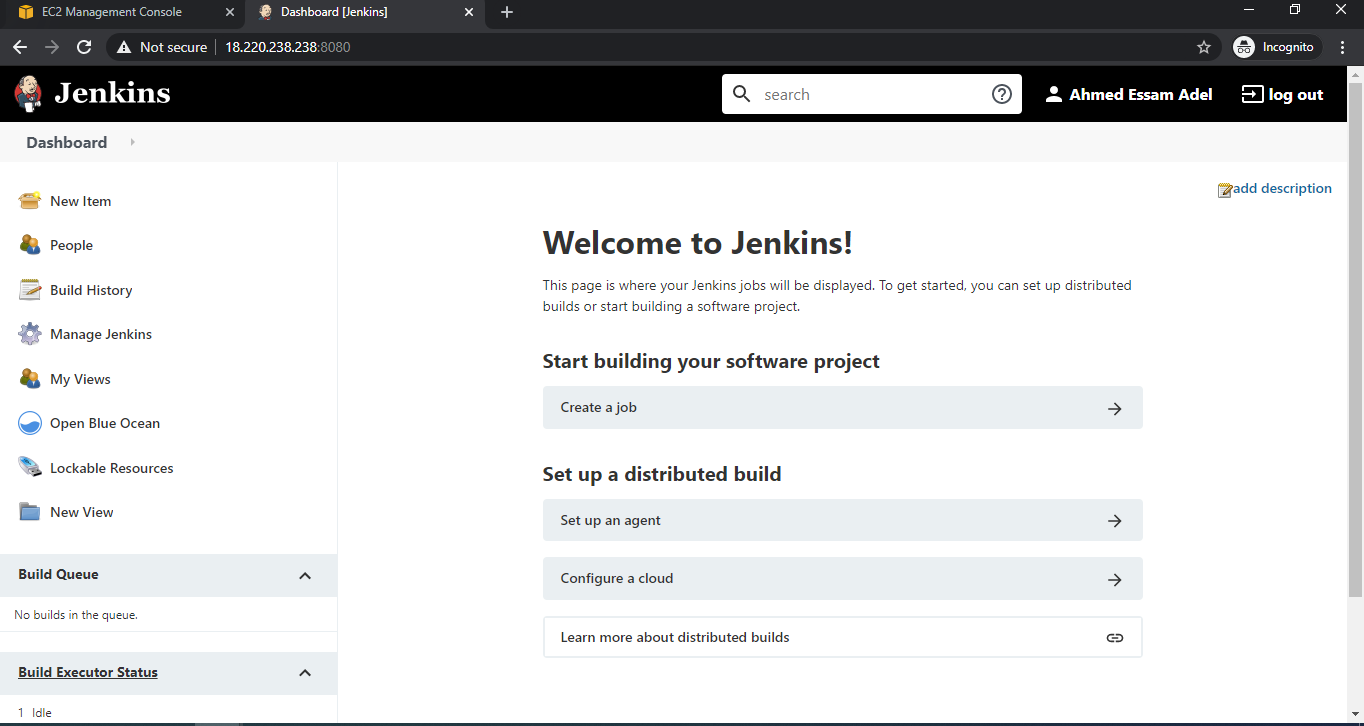 EC2 Management Console
Dashboard [Jenkins]
Not secure
18.220.238.238:8080
Incognito
Jenkins
search
Ahmed Essam Adel
log out
Dashboard
add description
New Item
People
Build History
Manage Jenkins
My Views
Open Blue Ocean
Lockable Resources
New View
Build Queue
No builds in the queue.
Build Executor Status
1 Idle
Welcome to Jenkins!
This page is where your Jenkins jobs will be displayed. To get started, you can set up distributed
builds or start building a software project.
Start building your software project
Create a job
Set up a distributed build
Set up an agent
Configure a cloud
Learn more about distributed builds